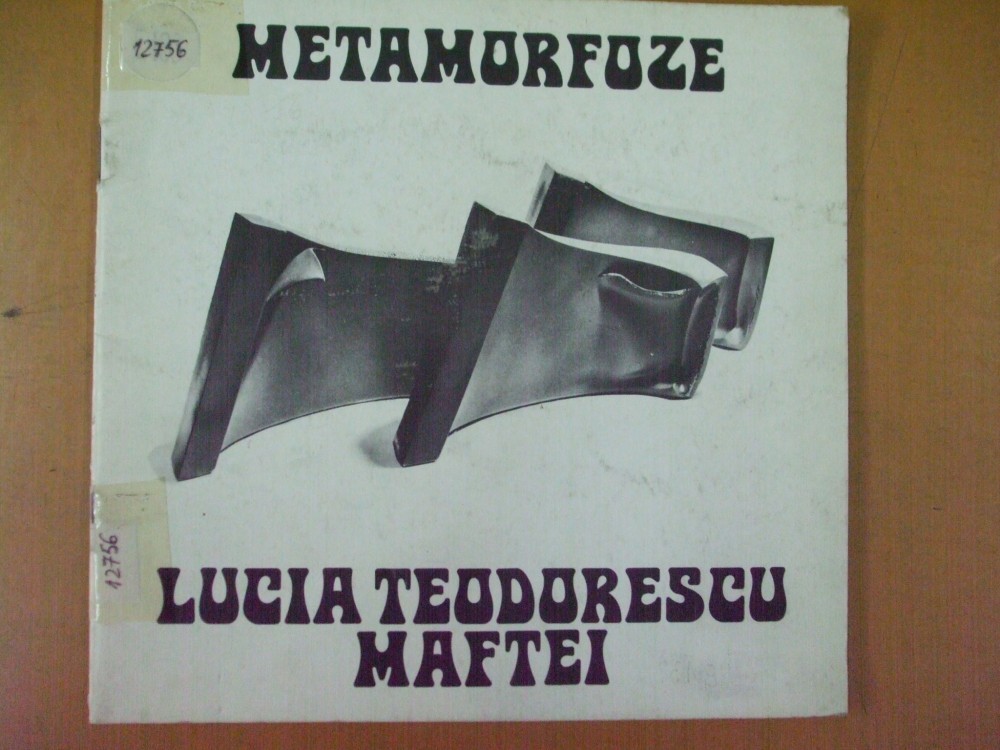 12756
METAMORFOZE
12756
LUCIA TEODORESCU
MAFTEI